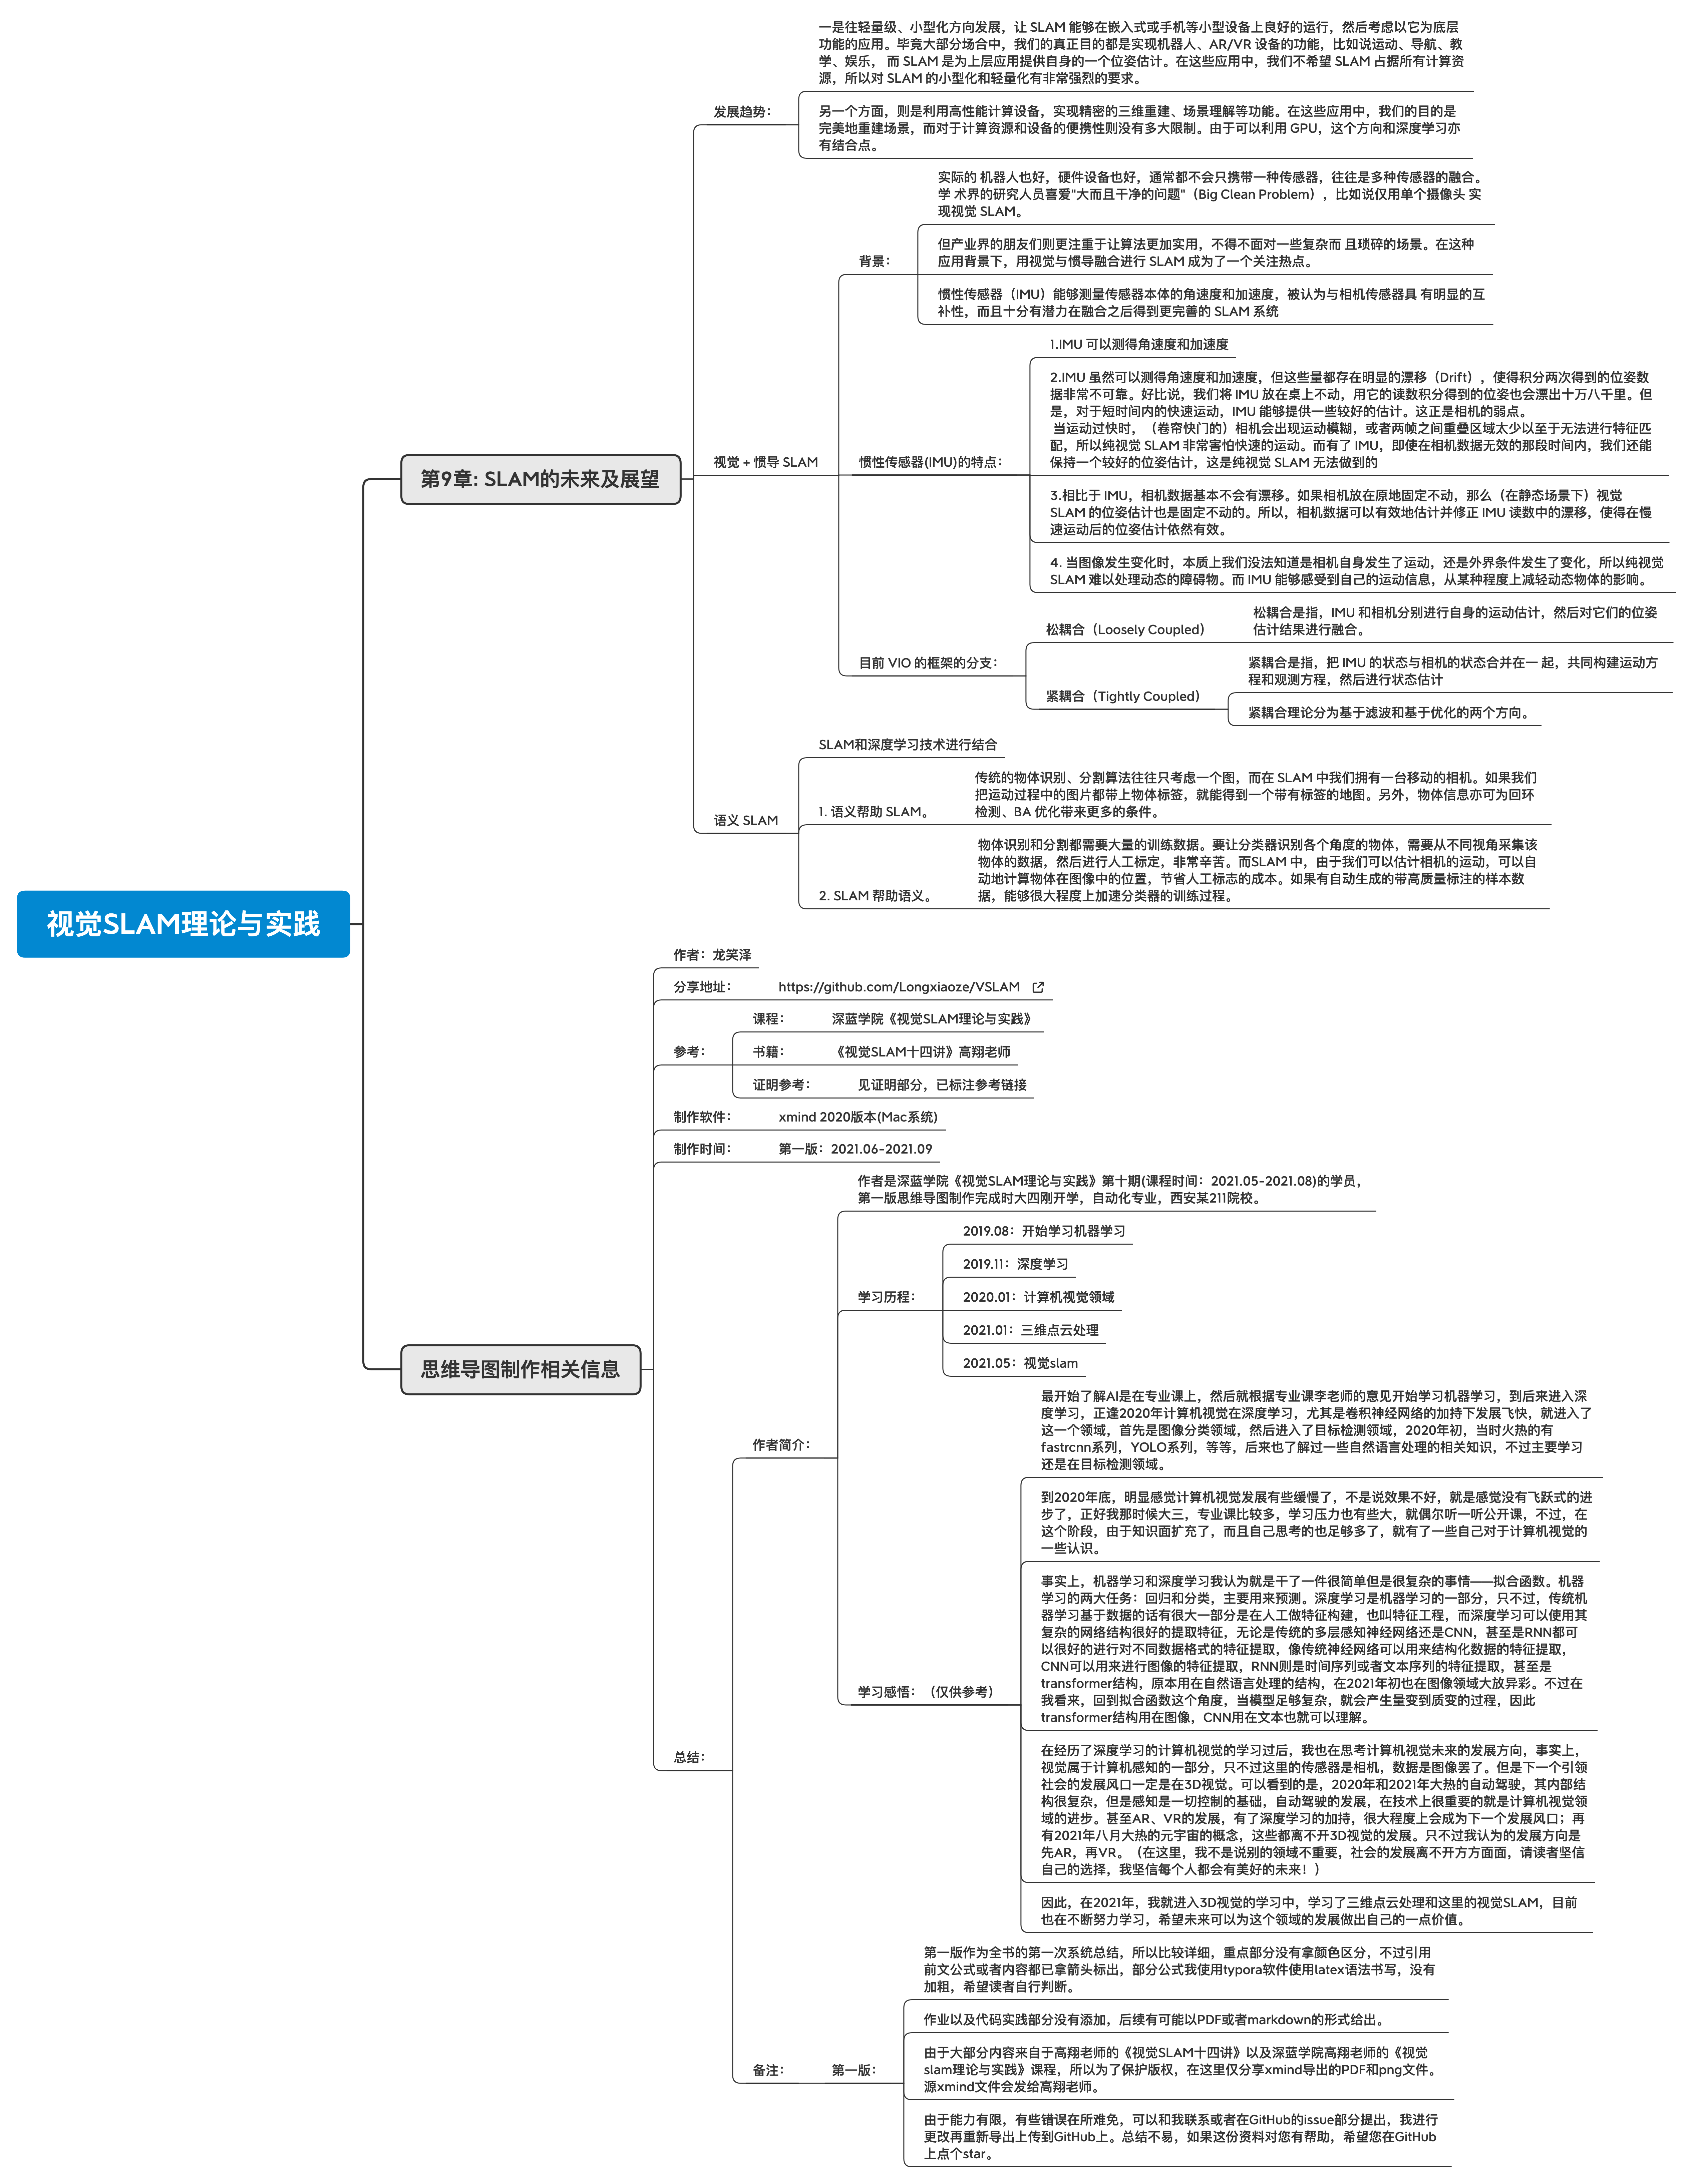 视觉SLAM理论与实践
第9章: SLAM的未来及展望
发展趋势：
一是往轻量级、小型化方向发展，让 SLAM 能够在嵌入式或手机等小型设备上良好的运行，然后考虑以它为底层
功能的应用。毕竟大部分场合中，我们的真正目的都是实现机器人、AR/VR 设备的功能，比如说运动、导航、教
学、娱乐， 而 SLAM 是为上层应用提供自身的一个位姿估计。在这些应用中，我们不希望 SLAM 占据所有计算资
源，所以对 SLAM 的小型化和轻量化有非常强烈的要求。
另一个方面，则是利用高性能计算设备，实现精密的三维重建、场景理解等功能。在这些应用中，我们的目的是
完美地重建场景，而对于计算资源和设备的便携性则没有多大限制。由于可以利用 GPU，这个方向和深度学习亦
有结合点。
视觉 + 惯导 SLAM
背景：
实际的 机器人也好，硬件设备也好，通常都不会只携带一种传感器，往往是多种传感器的融合。
学 术界的研究人员喜爱"大而且干净的问题"（Big Clean Problem），比如说仅用单个摄像头 实
现视觉 SLAM。
但产业界的朋友们则更注重于让算法更加实用，不得不面对一些复杂而 且琐碎的场景。在这种
应用背景下，用视觉与惯导融合进行 SLAM 成为了一个关注热点。
惯性传感器（IMU）能够测量传感器本体的角速度和加速度，被认为与相机传感器具 有明显的互
补性，而且十分有潜力在融合之后得到更完善的 SLAM 系统
惯性传感器(IMU)的特点：
1.IMU 可以测得角速度和加速度
2.IMU 虽然可以测得角速度和加速度，但这些量都存在明显的漂移（Drift），使得积分两次得到的位姿数
据非常不可靠。好比说，我们将 IMU 放在桌上不动，用它的读数积分得到的位姿也会漂出十万八千里。但
是，对于短时间内的快速运动，IMU 能够提供一些较好的估计。这正是相机的弱点。
当运动过快时，（卷帘快门的）相机会出现运动模糊，或者两帧之间重叠区域太少以至于无法进行特征匹
配，所以纯视觉 SLAM 非常害怕快速的运动。而有了 IMU，即使在相机数据无效的那段时间内，我们还能
保持一个较好的位姿估计，这是纯视觉 SLAM 无法做到的
3.相比于 IMU，相机数据基本不会有漂移。如果相机放在原地固定不动，那么（在静态场景下）视觉
SLAM 的位姿估计也是固定不动的。所以，相机数据可以有效地估计并修正 IMU 读数中的漂移，使得在慢
速运动后的位姿估计依然有效。
4. 当图像发生变化时，本质上我们没法知道是相机自身发生了运动，还是外界条件发生了变化，所以纯视觉
SLAM 难以处理动态的障碍物。而 IMU 能够感受到自己的运动信息，从某种程度上减轻动态物体的影响。
目前 VIO 的框架的分支：
松耦合（Loosely Coupled）
松耦合是指，IMU 和相机分别进行自身的运动估计，然后对它们的位姿
估计结果进行融合。
紧耦合（Tightly Coupled）
紧耦合是指，把 IMU 的状态与相机的状态合并在一 起，共同构建运动方
程和观测方程，然后进行状态估计
紧耦合理论分为基于滤波和基于优化的两个方向。
语义 SLAM
SLAM和深度学习技术进行结合
1. 语义帮助 SLAM。
传统的物体识别、分割算法往往只考虑一个图，而在 SLAM 中我们拥有一台移动的相机。如果我们
把运动过程中的图片都带上物体标签，就能得到一个带有标签的地图。另外，物体信息亦可为回环
检测、BA 优化带来更多的条件。
2. SLAM 帮助语义。
物体识别和分割都需要大量的训练数据。要让分类器识别各个角度的物体，需要从不同视角采集该
物体的数据，然后进行人工标定，非常辛苦。而SLAM 中，由于我们可以估计相机的运动，可以自
动地计算物体在图像中的位置，节省人工标志的成本。如果有自动生成的带高质量标注的样本数
据，能够很大程度上加速分类器的训练过程。
思维导图制作相关信息
作者：龙笑泽
分享地址：
https://github.com/Longxiaoze/VSLAM
参考：
课程：
深蓝学院《视觉SLAM理论与实践》
书籍：
《视觉SLAM十四讲》高翔老师
证明参考：
见证明部分，已标注参考链接
制作软件：
xmind 2020版本(Mac系统)
制作时间：
第一版：2021.06-2021.09
总结：
作者简介：
作者是深蓝学院《视觉SLAM理论与实践》第十期(课程时间：2021.05-2021.08)的学员，
第一版思维导图制作完成时大四刚开学，自动化专业，西安某211院校。
学习历程：
2019.08：开始学习机器学习
2019.11：深度学习
2020.01：计算机视觉领域
2021.01：三维点云处理
2021.05：视觉slam
学习感悟：（仅供参考）
最开始了解AI是在专业课上，然后就根据专业课李老师的意见开始学习机器学习，到后来进入深
度学习，正逢2020年计算机视觉在深度学习，尤其是卷积神经网络的加持下发展飞快，就进入了
这一个领域，首先是图像分类领域，然后进入了目标检测领域，2020年初，当时火热的有
fastrcnn系列，YOLO系列，等等，后来也了解过一些自然语言处理的相关知识，不过主要学习
还是在目标检测领域。
到2020年底，明显感觉计算机视觉发展有些缓慢了，不是说效果不好，就是感觉没有飞跃式的进
步了，正好我那时候大三，专业课比较多，学习压力也有些大，就偶尔听一听公开课，不过，在
这个阶段，由于知识面扩充了，而且自己思考的也足够多了，就有了一些自己对于计算机视觉的
一些认识。
事实上，机器学习和深度学习我认为就是干了一件很简单但是很复杂的事情——拟合函数。机器
学习的两大任务：回归和分类，主要用来预测。深度学习是机器学习的一部分，只不过，传统机
器学习基于数据的话有很大一部分是在人工做特征构建，也叫特征工程，而深度学习可以使用其
复杂的网络结构很好的提取特征，无论是传统的多层感知神经网络还是CNN，甚至是RNN都可
以很好的进行对不同数据格式的特征提取，像传统神经网络可以用来结构化数据的特征提取，
CNN可以用来进行图像的特征提取，RNN则是时间序列或者文本序列的特征提取，甚至是
transformer结构，原本用在自然语言处理的结构，在2021年初也在图像领域大放异彩。不过在
我看来，回到拟合函数这个角度，当模型足够复杂，就会产生量变到质变的过程，因此
transformer结构用在图像，CNN用在文本也就可以理解。
在经历了深度学习的计算机视觉的学习过后，我也在思考计算机视觉未来的发展方向，事实上，
视觉属于计算机感知的一部分，只不过这里的传感器是相机，数据是图像罢了。但是下一个引领
社会的发展风口一定是在3D视觉。可以看到的是，2020年和2021年大热的自动驾驶，其内部结
构很复杂，但是感知是一切控制的基础，自动驾驶的发展，在技术上很重要的就是计算机视觉领
域的进步。甚至AR、VR的发展，有了深度学习的加持，很大程度上会成为下一个发展风口；再
有2021年八月大热的元宇宙的概念，这些都离不开3D视觉的发展。只不过我认为的发展方向是
先AR，再VR。（在这里，我不是说别的领域不重要，社会的发展离不开方方面面，请读者坚信
自己的选择，我坚信每个人都会有美好的未来！）
因此，在2021年，我就进入3D视觉的学习中，学习了三维点云处理和这里的视觉SLAM，目前
也在不断努力学习，希望未来可以为这个领域的发展做出自己的一点价值。
备注：
第一版：
第一版作为全书的第一次系统总结，所以比较详细，重点部分没有拿颜色区分，不过引用
前文公式或者内容都已拿箭头标出，部分公式我使用typora软件使用latex语法书写，没有
加粗，希望读者自行判断。
作业以及代码实践部分没有添加，后续有可能以PDF或者markdown的形式给出。
由于大部分内容来自于高翔老师的《视觉SLAM十四讲》以及深蓝学院高翔老师的《视觉
slam理论与实践》课程，所以为了保护版权，在这里仅分享xmind导出的PDF和png文件。
源xmind文件会发给高翔老师。
由于能力有限，有些错误在所难免，可以和我联系或者在GitHub的issue部分提出，我进行
更改再重新导出上传到GitHub上。总结不易，如果这份资料对您有帮助，希望您在GitHub
上点个star。